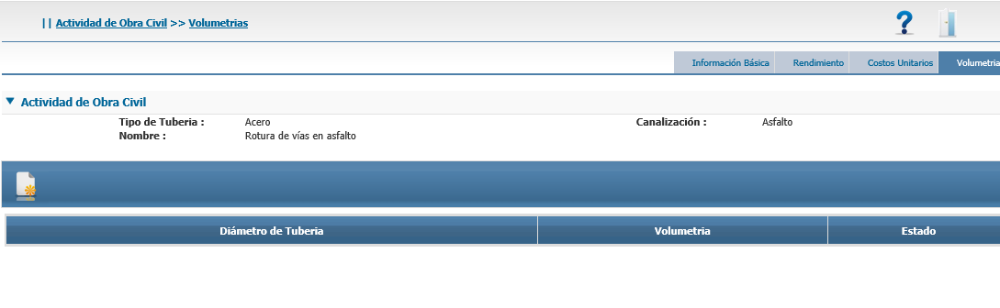 || Actividad de Obra Civil >> Volumetrias
Información Básica Rendimiento Costos Unitarios Volumetria
Actividad de Obra Civil
Tipo de Tuberia : Acero Canalización : Asfalto
Nombre : Rotura de vías en asfalto
Diámetro de Tuberia Volumetria Estado